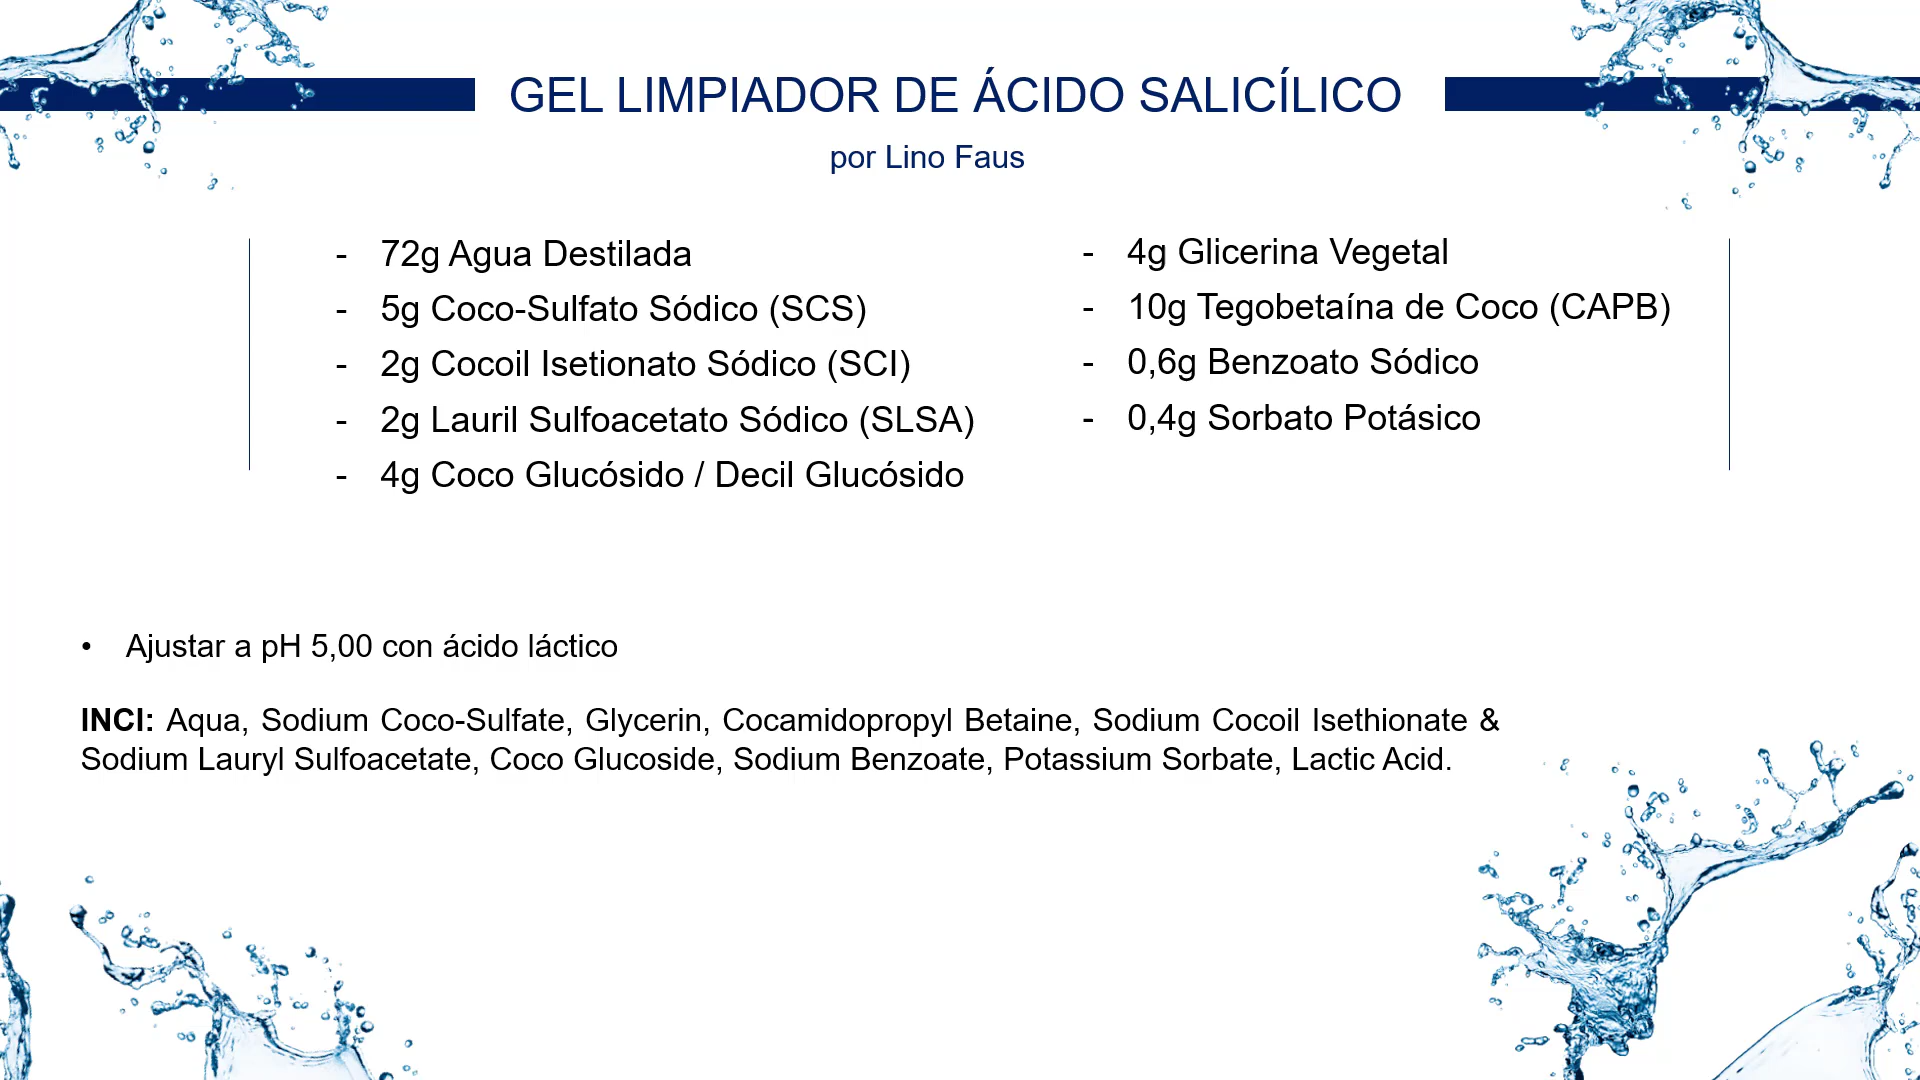 GEL LIMPIADOR DE ÁCIDO SALICÍLICO
por Lino Faus
- 72g Agua Destilada
- 5g Coco-Sulfato Sódico (SCS)
- 2g Cocoil Isetionato Sódico (SCI)
- 2g Lauril Sulfoacetato Sódico (SLSA)
- 4g Coco Glucósido / Decil Glucósido
- 4g Glicerina Vegetal
- 10g Tegobetaína de Coco (CAPB)
- 0,6g Benzoato Sódico
- 0,4g Sorbato Potásico
• Ajustar a pH 5,00 con ácido láctico
INCI: Aqua, Sodium Coco-Sulfate, Glycerin, Cocamidopropyl Betaine, Sodium Cocoil Isethionate &
Sodium Lauryl Sulfoacetate, Coco Glucoside, Sodium Benzoate, Potassium Sorbate, Lactic Acid.